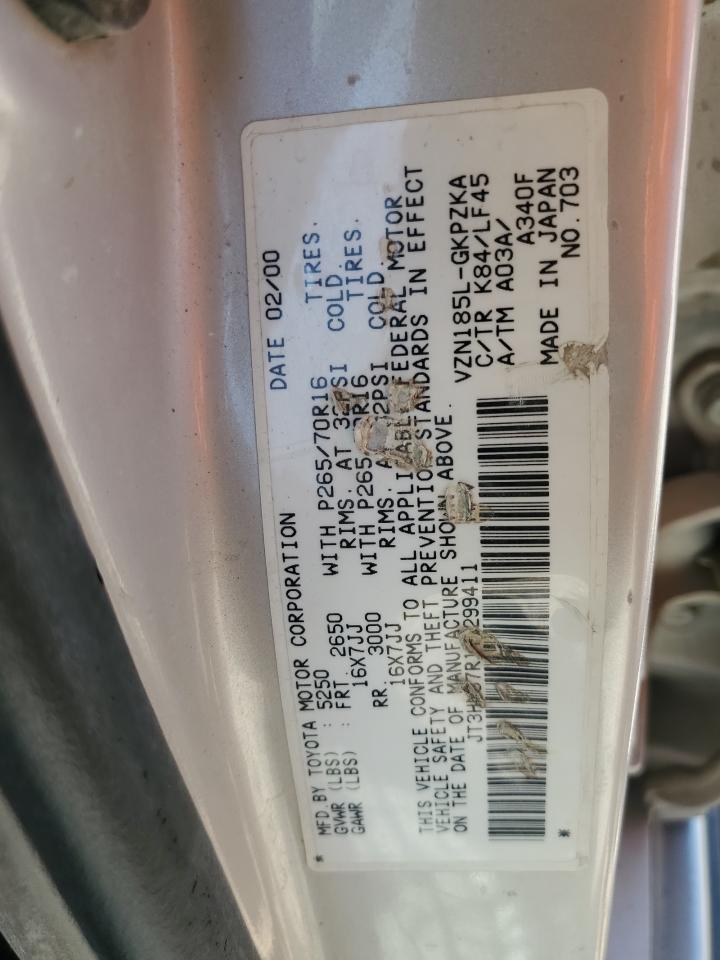 DATE 02/00
* MFD.BY TOYOTA MOTOR CORPORATION
GVWR (LBS) : 5250
GAWR (LBS) : FRT. 2650 WITH P265/70R16 TIRES.
16X7JJ RIMS. AT PSI COLD.
RR. 3000 WITH TIRES.
16X7JJ RIMS. COLD.
THIS VEHICLE CONFORMS TO ALL FEDERAL MOTOR
VEHICLE SAFETY AND THEFT PREVENTION STANDARDS IN EFFECT
ON THE DATE OF MANUFACTURE SHOWN ABOVE.
VZN185L-GKPZKA
C/TR K84/LF45
A/TM A03A/
A340F
MADE IN JAPAN
* NO.703